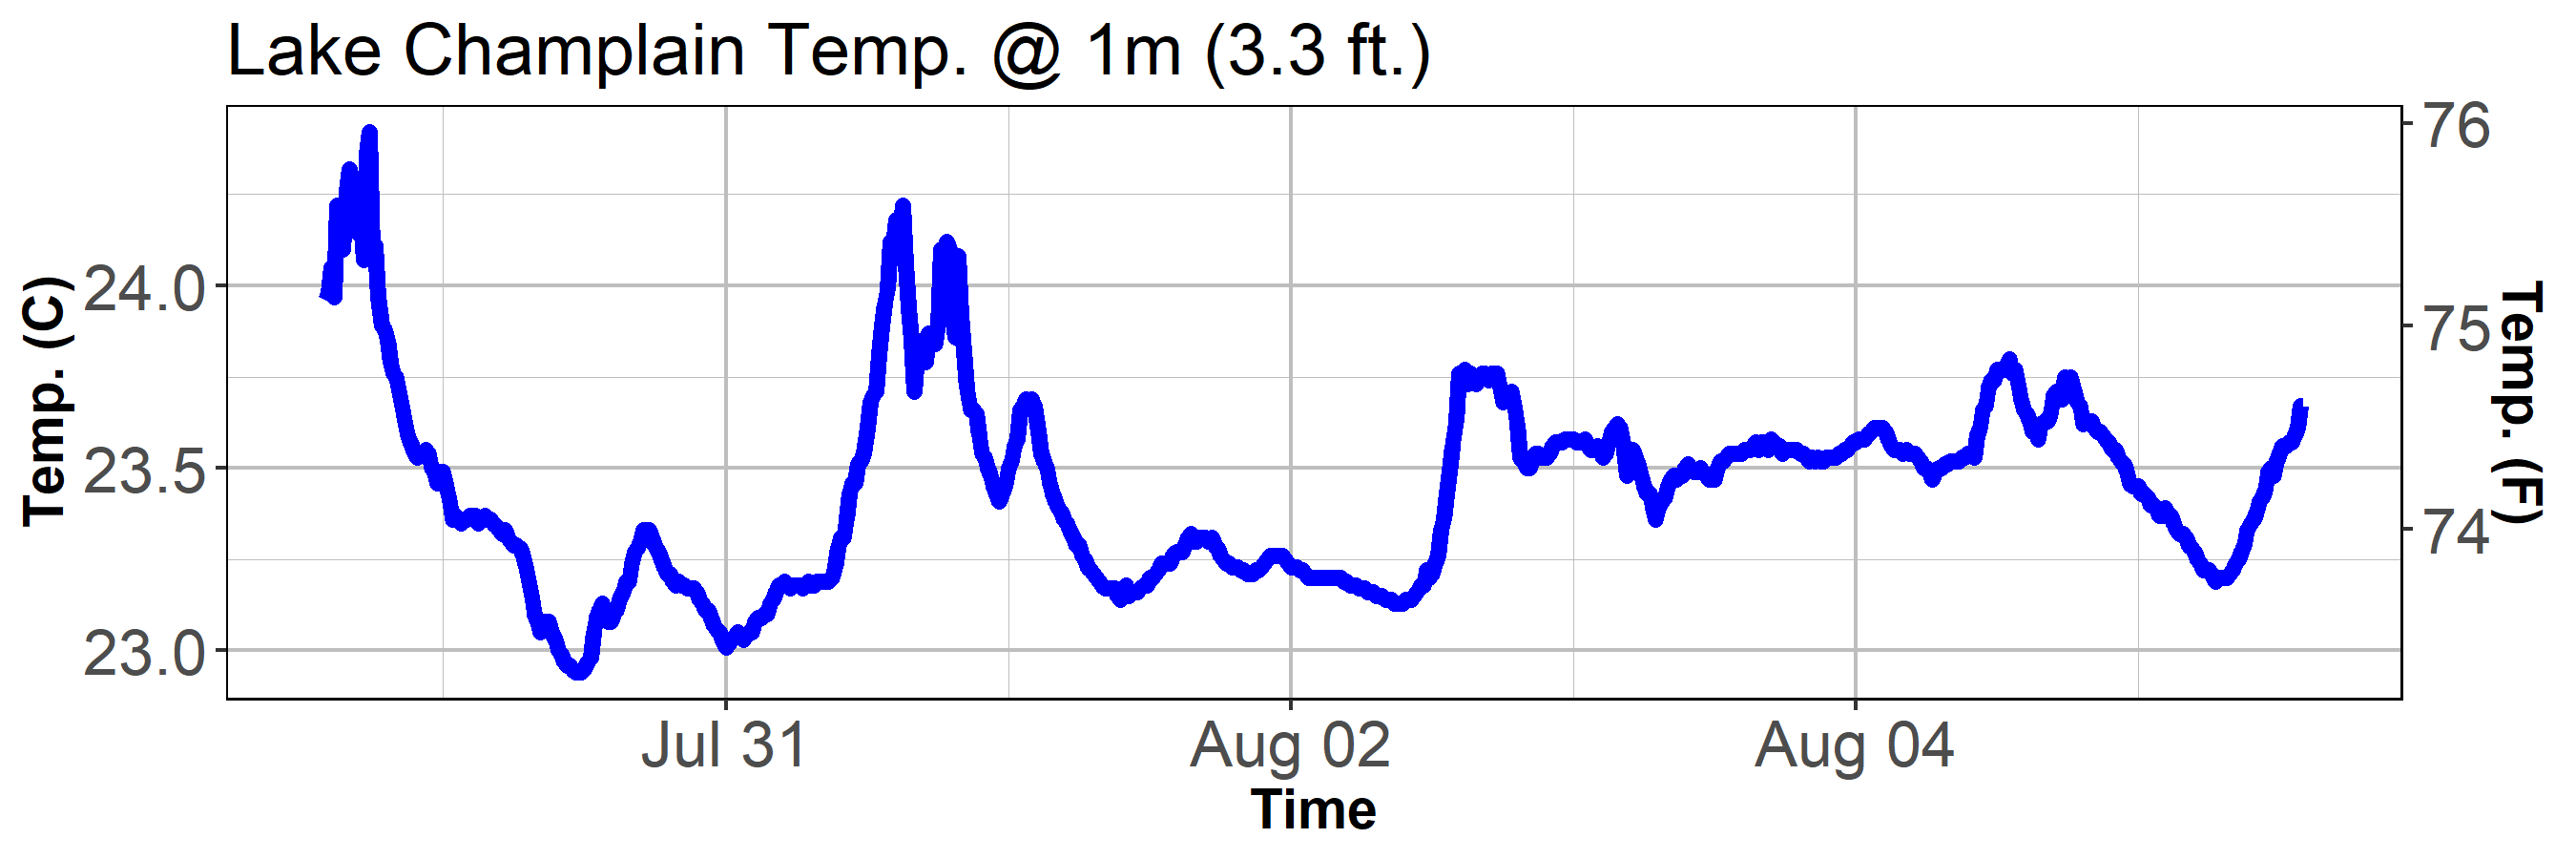 Lake Champlain Temp. @ 1m (3.3 ft.)
Temp. (C)
24.0
23.5
23.0
76
75
74
Temp. (F)
Jul 31
Aug 02
Aug 04
Time